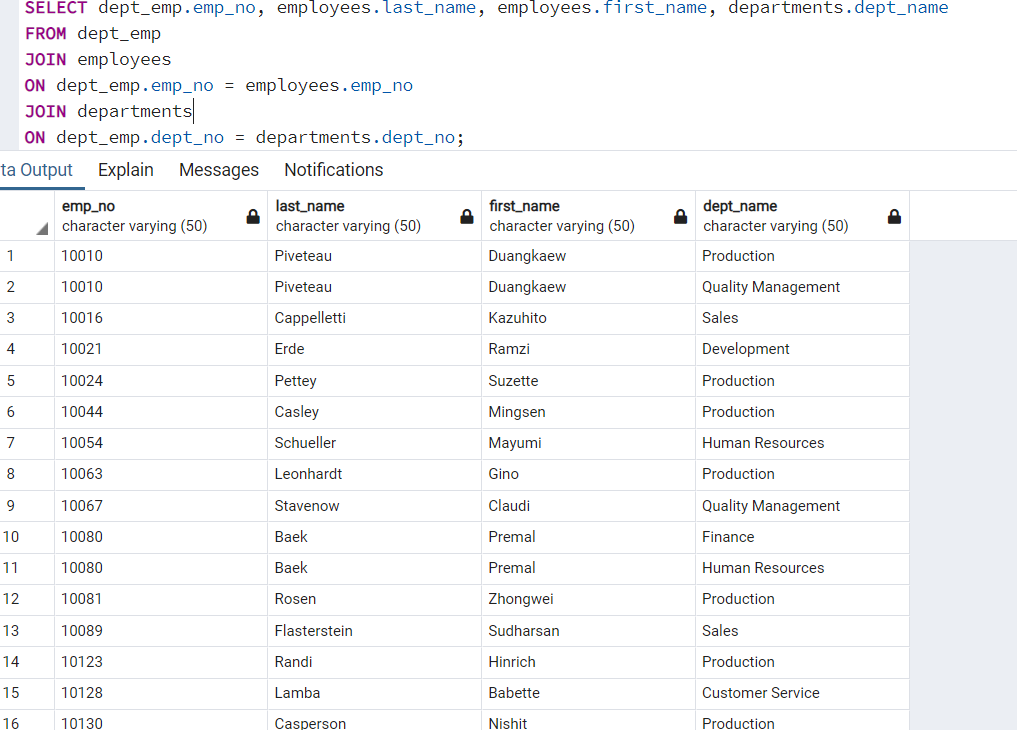 SELECT dept_emp.emp_no, employees.last_name, employees.first_name, departments.dept_name
FROM dept_emp
JOIN employees
ON dept_emp.emp_no = employees.emp_no
JOIN departments
ON dept_emp.dept_no = departments.dept_no;
ta Output Explain Messages Notifications
emp_no last_name first_name dept_name
character varying (50) character varying (50) character varying (50) character varying (50)
1 10010 Piveteau Duangkaew Production
2 10010 Piveteau Duangkaew Quality Management
3 10016 Cappelletti Kazuhito Sales
4 10021 Erde Ramzi Development
5 10024 Pettey Suzette Production
6 10044 Casley Mingsen Production
7 10054 Schueller Mayumi Human Resources
8 10063 Leonhardt Gino Production
9 10067 Stavenow Claudi Quality Management
10 10080 Baek Premal Finance
11 10080 Baek Premal Human Resources
12 10081 Rosen Zhongwei Production
13 10089 Flasterstein Sudharsan Sales
14 10123 Randi Hinrich Production
15 10128 Lamba Babette Customer Service
16 10130 Casperson Nishit Production